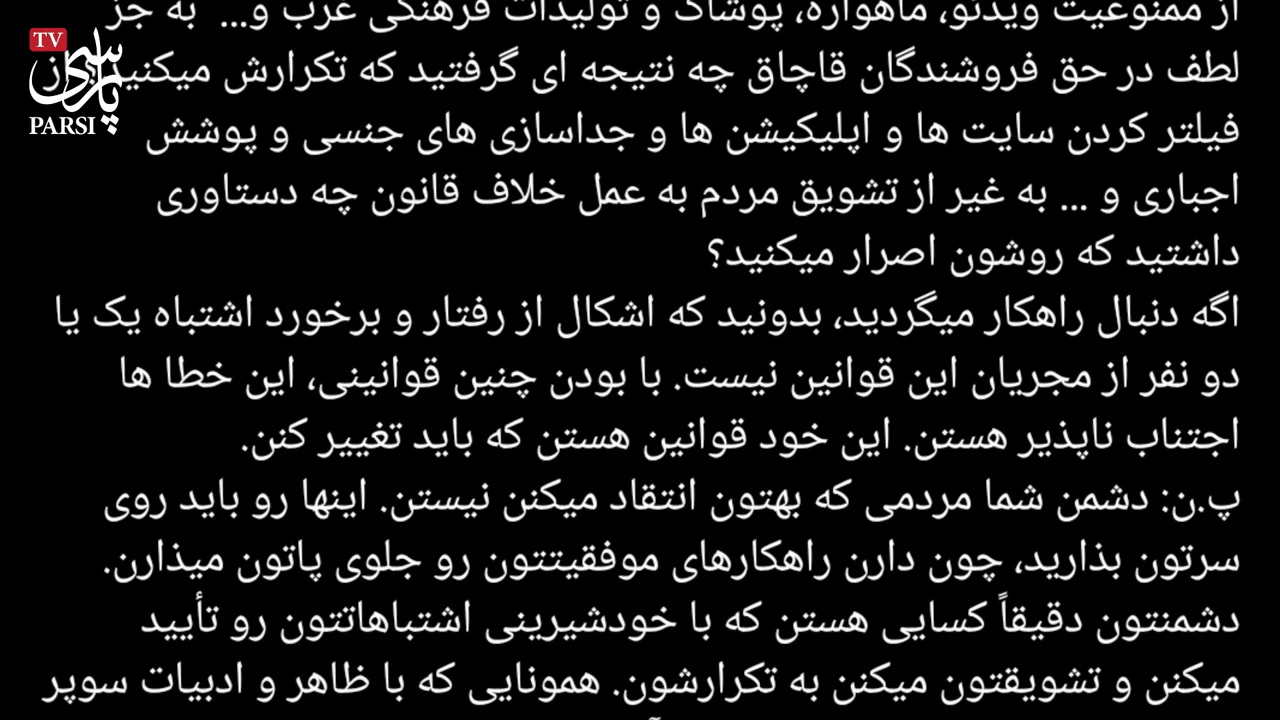 TV
پارسی
PARSI
از ممنوعیت ویدئو، ماهواره، پوشاک و تولیدات فرهنگی غرب و... به جز
لطف در حق فروشندگان قاچاق چه نتیجه ای گرفتید که تکرارش میکنید؟ از
فیلتر کردن سایت ها و اپلیکیشن ها و جداسازی های جنسی و پوشش
اجباری و ... به غیر از تشویق مردم به عمل خلاف قانون چه دستاوری
داشتید که روشون اصرار میکنید؟
اگه دنبال راهکار میگردید، بدونید که اشکال از رفتار و برخورد اشتباه یک یا
دو نفر از مجریان این قوانین نیست. با بودن چنین قوانینی، این خطا ها
اجتناب ناپذیر هستن. این خود قوانین هستن که باید تغییر کنن.
پ.ن: دشمن شما مردمی که بهتون انتقاد میکنن نیستن. اینها رو باید روی
سرتون بذارید، چون دارن راهکارهای موفقیتتون رو جلوی پاتون میذارن.
دشمنتون دقیقاً کسایی هستن که با خودشیرینی اشتباهاتتون رو تأیید
میکنن و تشویقتون میکنن به تکرارشون. همونایی که با ظاهر و ادبیات سوپر